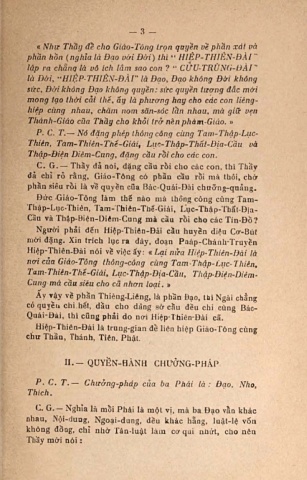 — 3 —
« Như Thầy để cho Giáo-Tông trọn quyền về phần xác và
phần hồn (nghĩa là Đạo với Đời) thì " HIỆP-THIÊN-ĐÀI "
lập ra chẳng là vô ích lắm sao con ? " CỬU-TRÙNG-ĐÀI "
là Đời, "HIỆP-THIÊN-ĐÀI" là Đạo, Đạo không Đời không
sức, Đời không Đạo không quyền; sức quyền tương đắc mới
mong tạo thời cải thế, ấy là phương hay cho các con liêng-
hiệp cùng nhau, chăm nom săn-sóc lẫn nhau, mà giữ vẹn
Thánh-Giáo của Thầy cho khỏi trở nên phàm-Giáo. »
P. C. T. — Nó đặng phép thông công cùng Tam-Thập-Lục-
Thiên, Tam-Thiên-Thế-Giái, Lục-Thập-Thất-Địa-Cầu và
Thập-Điện-Diêm-Cung, đặng cầu rỗi cho các con.
C. G. — Thầy đã nói, đặng cầu rỗi cho các con, thì Thầy
đã chỉ rõ rằng, Giáo-Tông có phần cầu rỗi mà thôi, chớ
phần siêu rỗi là về quyền của Bác-Quái-Đài chưởng-quảng.
Đức Giáo-Tông làm thế nào mà thông công cùng Tam-
Thập-Lục-Thiên, Tam-Thiên-Thế-Giái, Lục-Thập-Thất-Địa-
Cầu và Thập-Điện-Diêm-Cung mà cầu rỗi cho các Tín-Đồ ?
Người phải đến Hiệp-Thiên-Đài cầu huyền diệu Cơ-Bút
mới đặng. Xin trích lục ra đây, đoạn Pháp-Chánh-Truyền
Hiệp-Thiên-Đài nói về việc ấy : « Lại nữa Hiệp-Thiên-Đài là
nơi của Giáo-Tông thông-công cùng Tam-Thập-Lục-Thiên,
Tam-Thiên-Thế-Giái, Lục-Thập-Địa-Cầu, Thập-Điện-Diêm-
Cung mà cầu siêu cho cả nhơn loại. »
Ấy vậy về phần Thiêng-Liêng, là phần Đạo, thì Ngài chẳng
có quyền chi hết, dầu cho dâng sớ cầu đều chi cùng Bác-
Quái-Đài, thì cũng phải do nơi Hiệp-Thiên-Đài cả.
Hiệp-Thiên-Đài là trung-gian để liên hiệp Giáo-Tông cùng
chư Thần, Thánh, Tiên, Phật.
II. — QUYỀN-HÀNH CHƯỞNG-PHÁP
P. C. T. — Chưởng-pháp của ba Phái là : Đạo, Nho,
Thích.
C. G. — Nghĩa là mỗi Phái là một vị, mà ba Đạo vẫn khác
nhau, Nội-dung, Ngoại-dung, đều khác hẳng, luật-lệ vốn
không đồng, chỉ nhờ Tân-luật làm cơ qui nhứt, cho nên
Thầy mới nói :